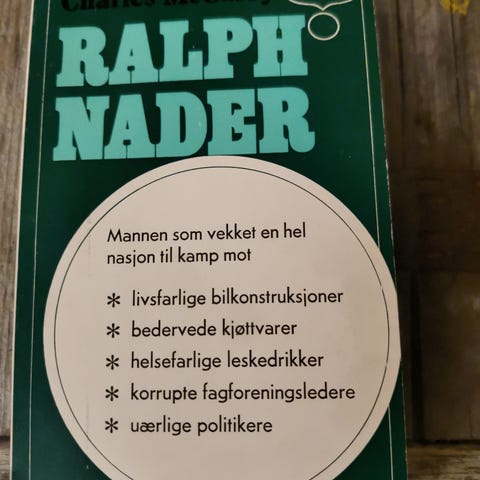 Charles
RALPH
NADER
Mannen som vekket en hel
nasjon til kamp mot
* livsfarlige bilkonstruksjoner
* bedervede kjøttvarer
* helsefarlige leskedrikker
* korrupte fagforeningsledere
* uærlige politikere